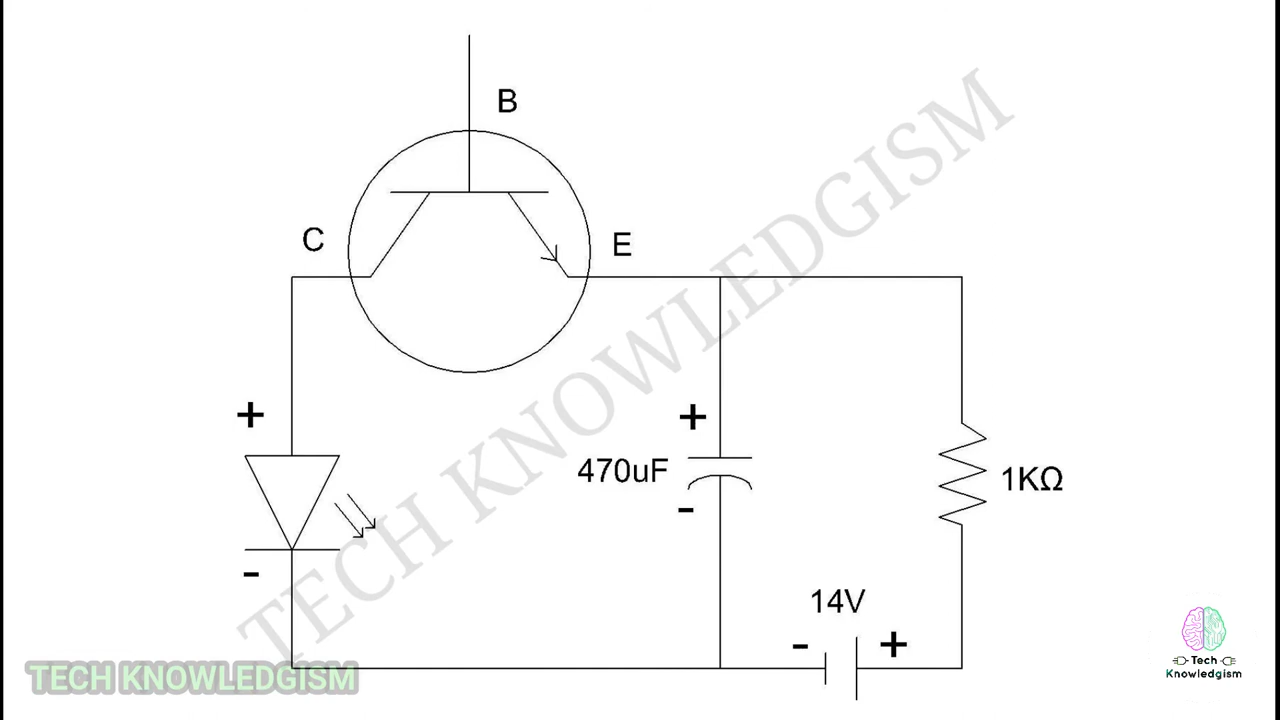 B
C
E
+
-
+
470uF
-
1KΩ
14V
-
+
TECH KNOWLEDGISM
TECH KNOWLEDGISM
Tech
Knowledgism